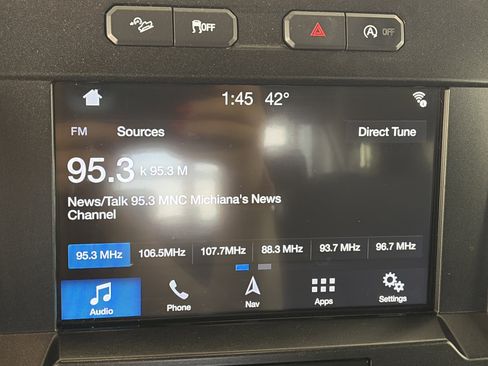 OFF
OFF
1:45 42°
FM Sources Direct Tune
95.3 k 95.3 M
News/Talk 95.3 MNC Michiana's News
Channel
95.3 MHz 106.5MHz 107.7MHz 88.3 MHz 93.7 MHz 96.7 MHz
Audio Phone Nav Apps Settings